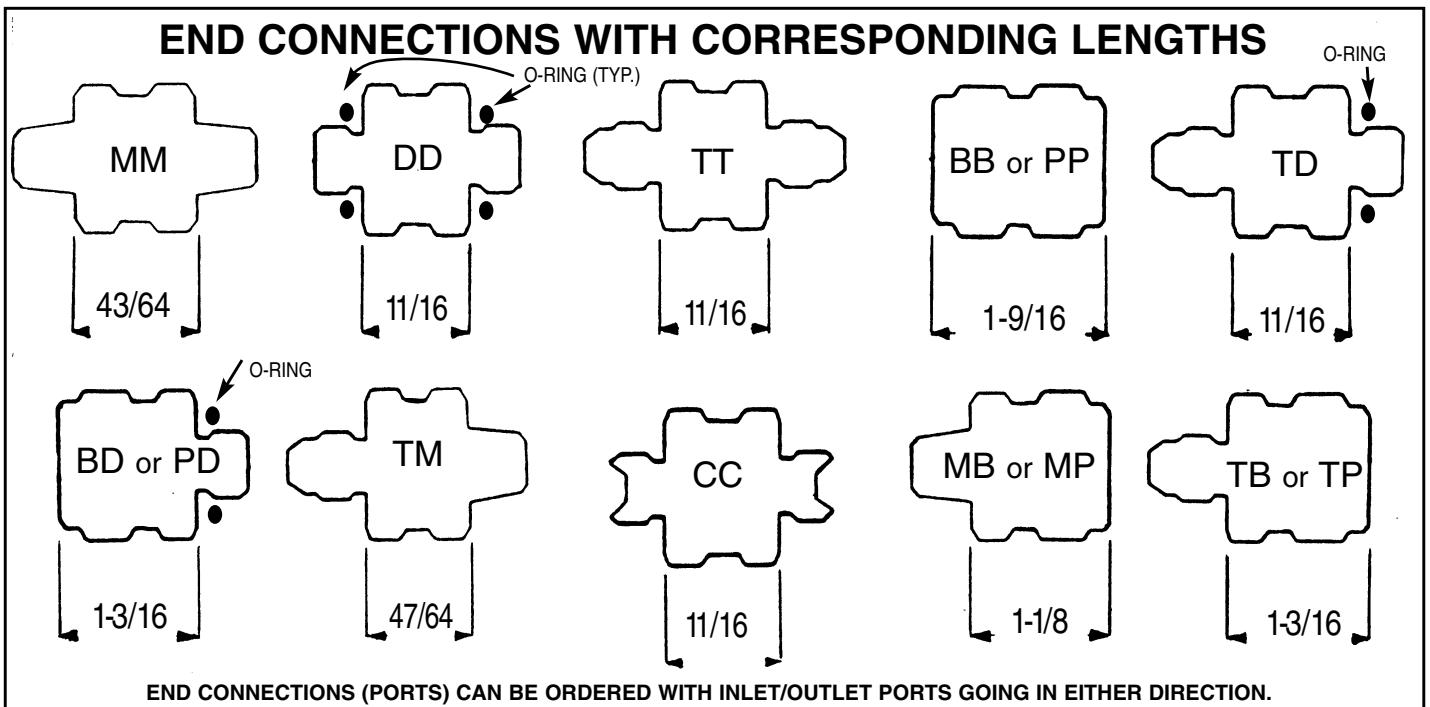 END CONNECTIONS WITH CORRESPONDING LENGTHS
O-RING (TYP.)
O-RING
MM
DD
TT
BB or PP
TD
43/64
11/16
11/16
1-9/16
11/16
O-RING
BD or PD
TM
CC
MB or MP
TB or TP
1-3/16
47/64
11/16
1-1/8
1-3/16
END CONNECTIONS (PORTS) CAN BE ORDERED WITH INLET/OUTLET PORTS GOING IN EITHER DIRECTION.